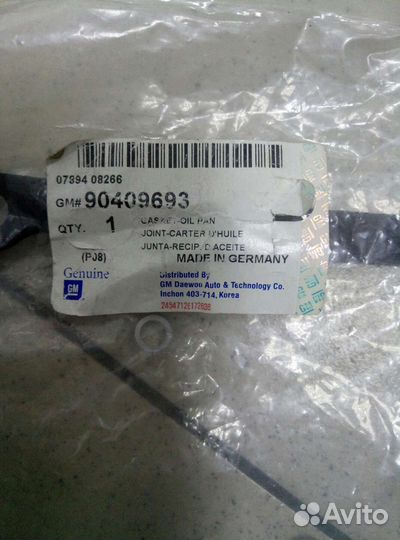 07394 08266
GM# 90409693
QTY. 1 GASKET-OIL PAN
JOINT-CARTER D'HUILE
JUNTA-RECIP. D ACEITE
(P08) MADE IN GERMANY
Genuine
GM
Distributed By
GM Daewoo Auto & Technology Co.
Inchon 403-714, Korea
Avito